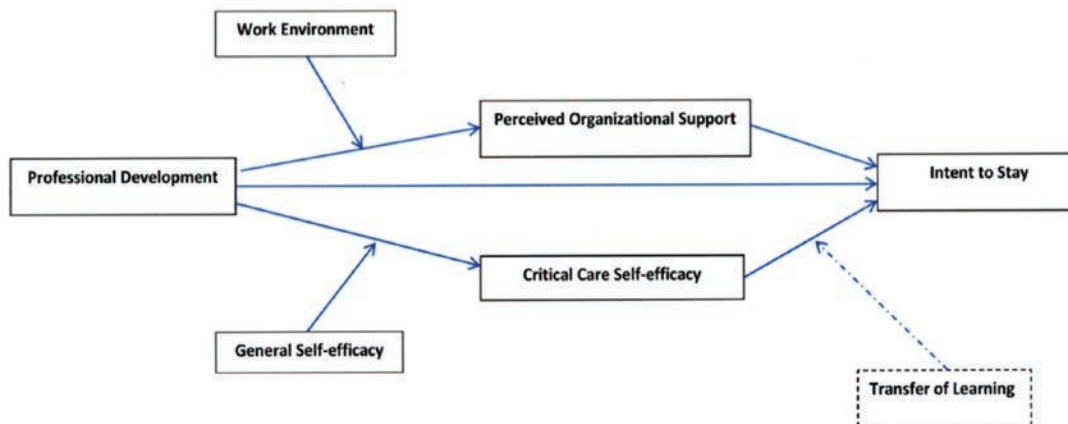 Work Environment
Perceived Organizational Support
Professional Development
Intent to Stay
Critical Care Self-efficacy
General Self-efficacy
Transfer of Learning